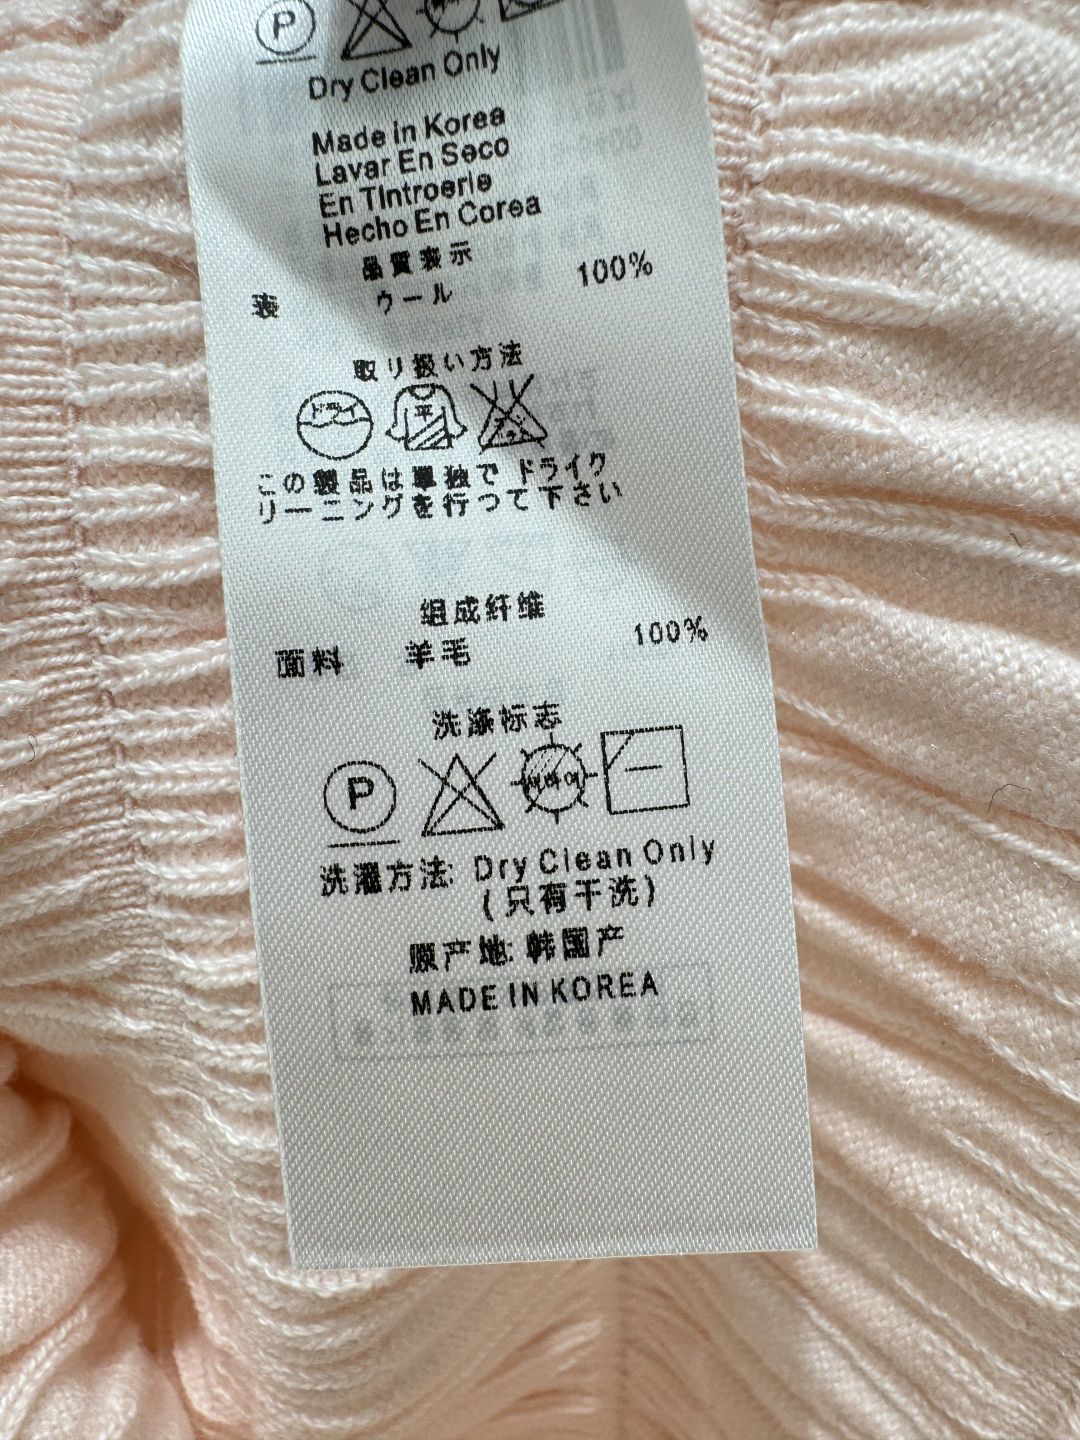 P
Dry Clean Only
Made in Korea
Lavar En Seco
En Tintroerie
Hecho En Corea
品質表示
表 ウール 100%
取り扱い方法
ドライ 平
この製品は単独で ドライク
リーニングを行つて下さい
组成纤维
面料 羊毛 100%
洗涤标志
P
洗濯方法: Dry Clean Only
(只有干洗)
原产地: 韩国产
MADE IN KOREA